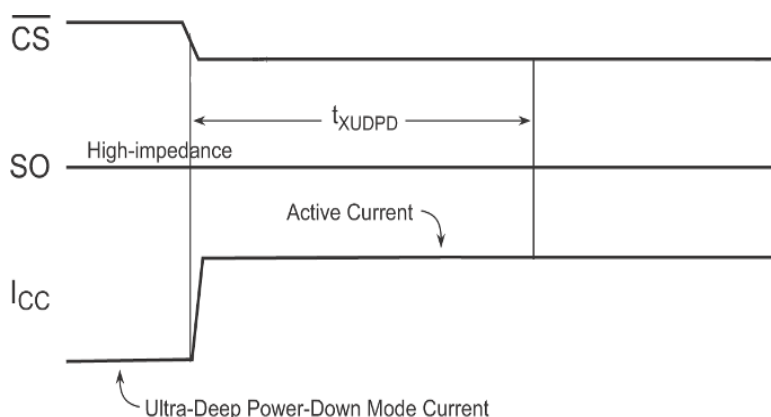 CS
tXUDPD
High-impedance
SO
Active Current
ICC
Ultra-Deep Power-Down Mode Current